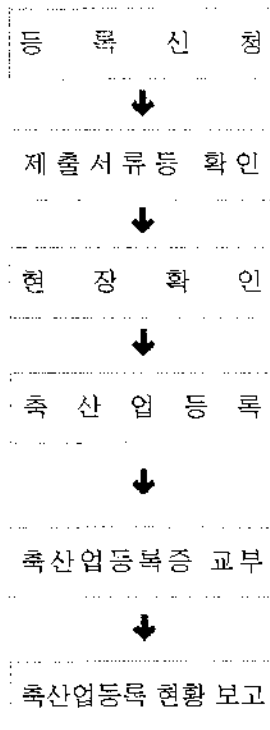 등 록 신 청
제 출 서 류 등 확 인
현 장 확 인
축 산 업 등 록
축산업등록증 교부
축산업등록 현황 보고